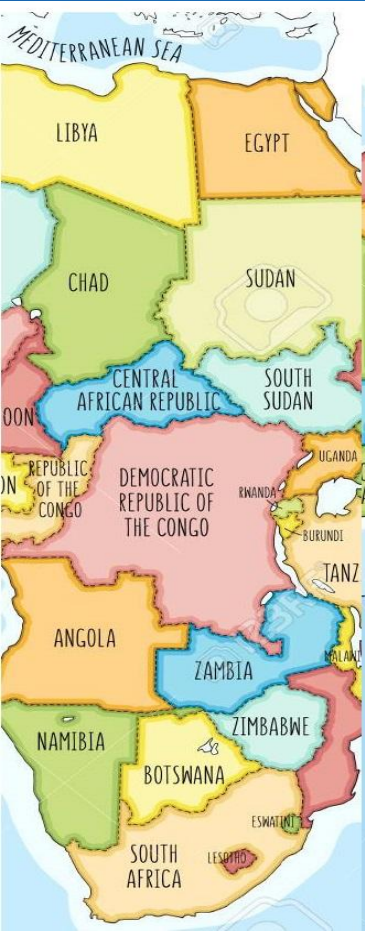 MEDITERRANEAN SEA
LIBYA
EGYPT
CHAD
SUDAN
CENTRAL
AFRICAN REPUBLIC
SOUTH
SUDAN
OON
UGANDA
REPUBLIC
OF THE
CONGO
ON
DEMOCRATIC
REPUBLIC OF
THE CONGO
RWANDA
BURUNDI
TANZ
ANGOLA
ZAMBIA
MALAWI
NAMIBIA
ZIMBABWE
BOTSWANA
ESWATINI
SOUTH
AFRICA
LESOTHO